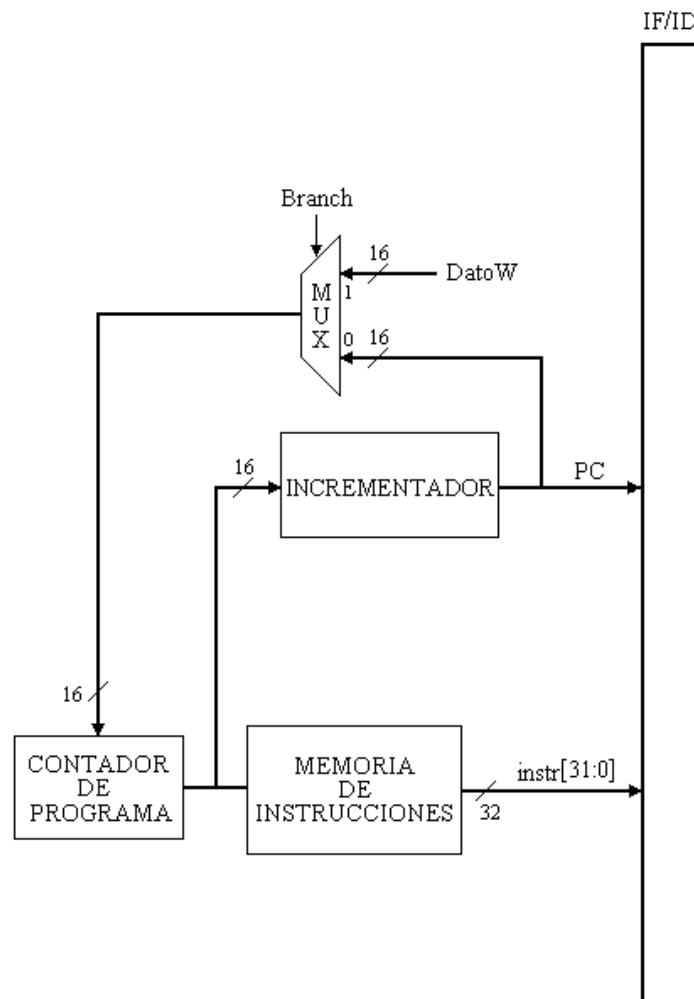 IF/ID
Branch
16
DatoW
MUX
1
0
16
16
INCREMENTADOR
PC
16
CONTADOR
DE
PROGRAMA
MEMORIA
DE
INSTRUCCIONES
instr[31:0]
32